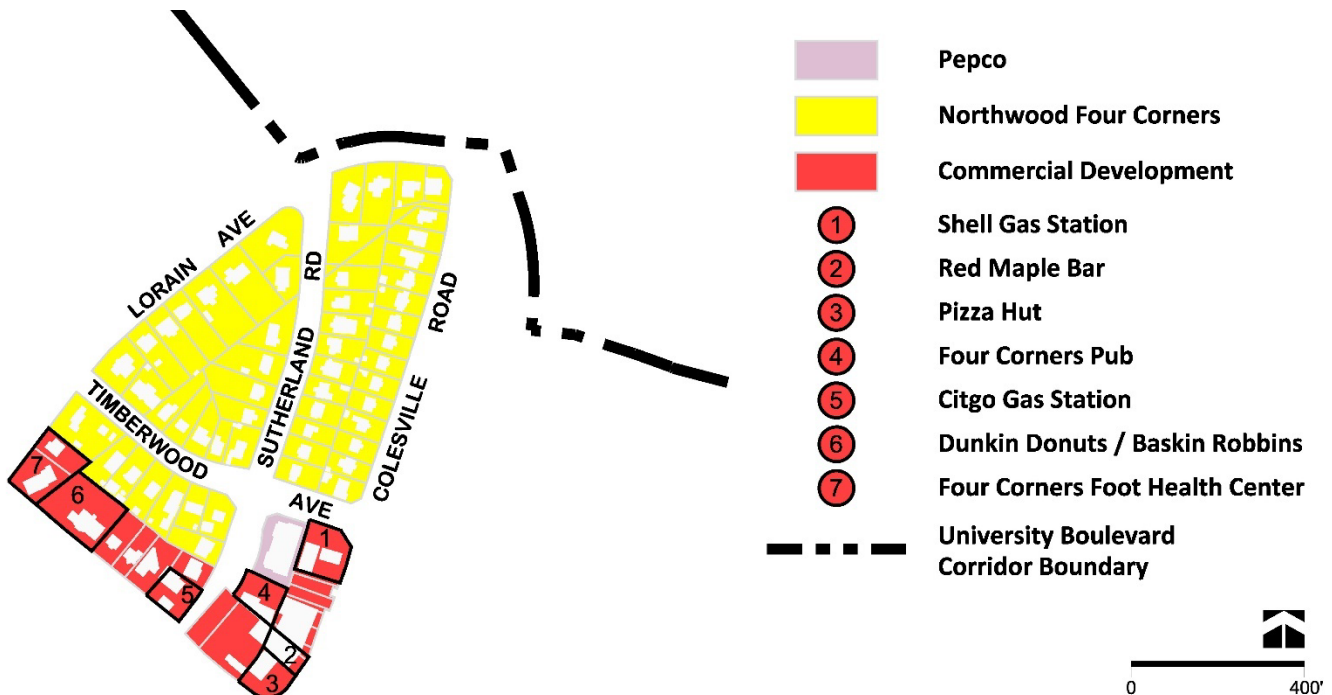 LORAIN AVE
SUTHERLAND RD
COLESVILLE ROAD
TIMBERWOOD AVE
1
2
3
4
5
6
7
Pepco
Northwood Four Corners
Commercial Development
1 Shell Gas Station
2 Red Maple Bar
3 Pizza Hut
4 Four Corners Pub
5 Citgo Gas Station
6 Dunkin Donuts / Baskin Robbins
7 Four Corners Foot Health Center
University Boulevard
Corridor Boundary
0 400'